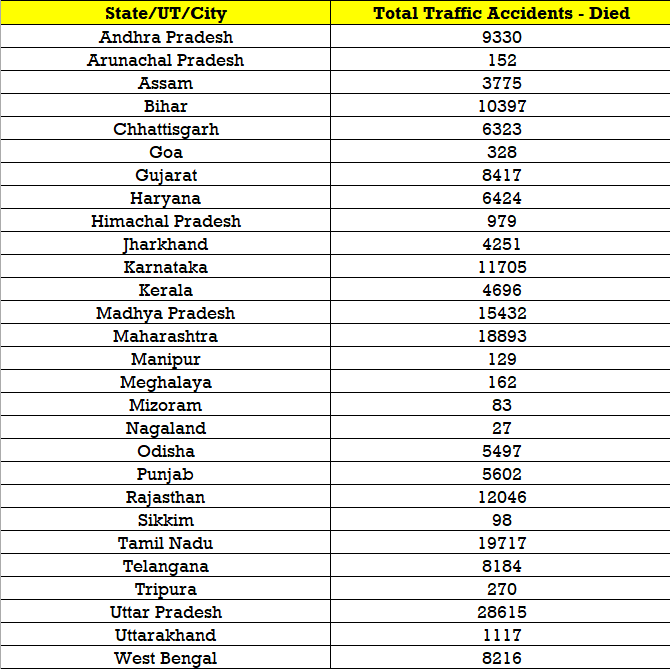 State/UT/City Total Traffic Accidents - Died
Andhra Pradesh 9330
Arunachal Pradesh 152
Assam 3775
Bihar 10397
Chhattisgarh 6323
Goa 328
Gujarat 8417
Haryana 6424
Himachal Pradesh 979
Jharkhand 4251
Karnataka 11705
Kerala 4696
Madhya Pradesh 15432
Maharashtra 18893
Manipur 129
Meghalaya 162
Mizoram 83
Nagaland 27
Odisha 5497
Punjab 5602
Rajasthan 12046
Sikkim 98
Tamil Nadu 19717
Telangana 8184
Tripura 270
Uttar Pradesh 28615
Uttarakhand 1117
West Bengal 8216